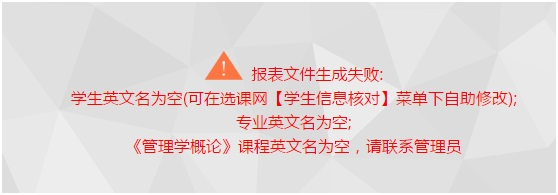 报表文件生成失败:
学生英文名为空(可在选课网【学生信息核对】菜单下自助修改);
专业英文名为空;
《管理学概论》课程英文名为空，请联系管理员